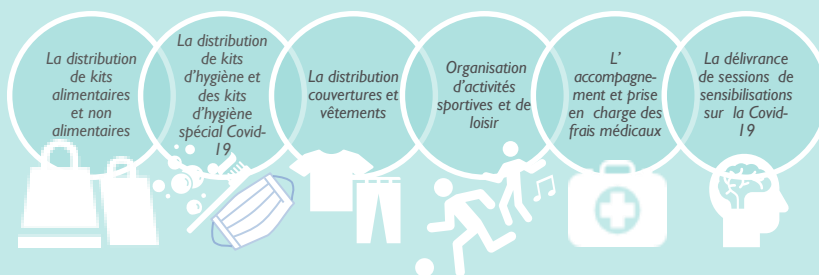 La distribution
de kits
alimentaires
et non
alimentaires
La distribution
de kits
d'hygiène et
des kits
d'hygiène
spécial Covid-
19
La distribution
couvertures et
vêtements
Organisation
d'activités
sportives et de
loisir
L'
accompagne-
ment et prise
en charge des
frais médicaux
La délivrance
de sessions de
sensibilisations
sur la Covid-
19